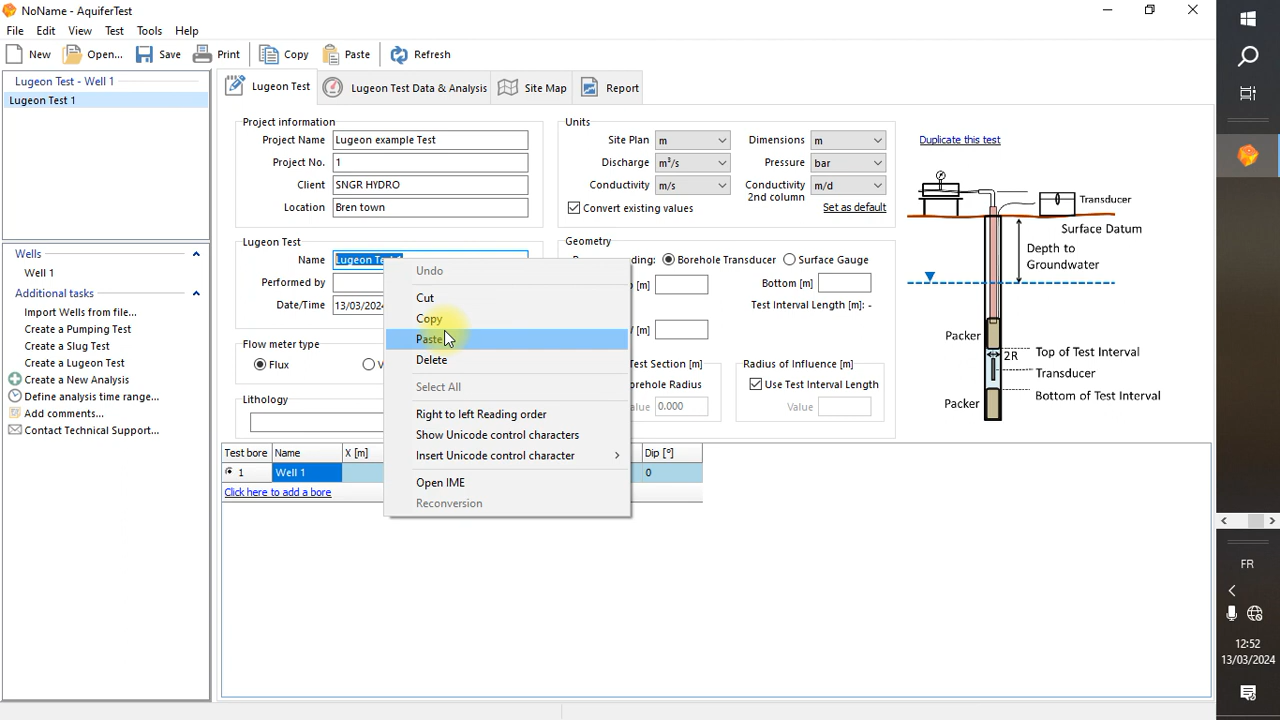 NoName - AquiferTest
File Edit View Test Tools Help
New Open... Save Print Copy Paste Refresh
Lugeon Test - Well 1
Lugeon Test 1
Wells
Well 1
Additional tasks
Import Wells from file...
Create a Pumping Test
Create a Slug Test
Create a Lugeon Test
Create a New Analysis
Define analysis time range...
Add comments...
Contact Technical Support...
Lugeon Test Lugeon Test Data & Analysis Site Map Report
Project information
Project Name Lugeon example Test
Project No. 1
Client SNGR HYDRO
Location Bren town
Units
Site Plan m Dimensions m
Discharge m³/s Pressure bar
Conductivity m/s Conductivity 2nd column m/d
Convert existing values Set as default
Duplicate this test
Lugeon Test
Name Lugeon Test 1
Performed by
Date/Time 13/03/2024
Geometry
Borehole Transducer Surface Gauge
[m] Bottom [m]
Test Interval Length [m]: -
[m]
Flow meter type
Flux
Test Section [m]
Borehole Radius
0.000
Radius of Influence [m]
Use Test Interval Length
Value
Lithology
Undo
Cut
Copy
Paste
Delete
Select All
Right to left Reading order
Show Unicode control characters
Insert Unicode control character
Open IME
Reconversion
Test bore Name X [m] Dip [º]
1 Well 1 0
Click here to add a bore
Transducer
Surface Datum
Depth to
Groundwater
Packer
2R
Top of Test Interval
Transducer
Bottom of Test Interval
Packer
FR
12:52
13/03/2024